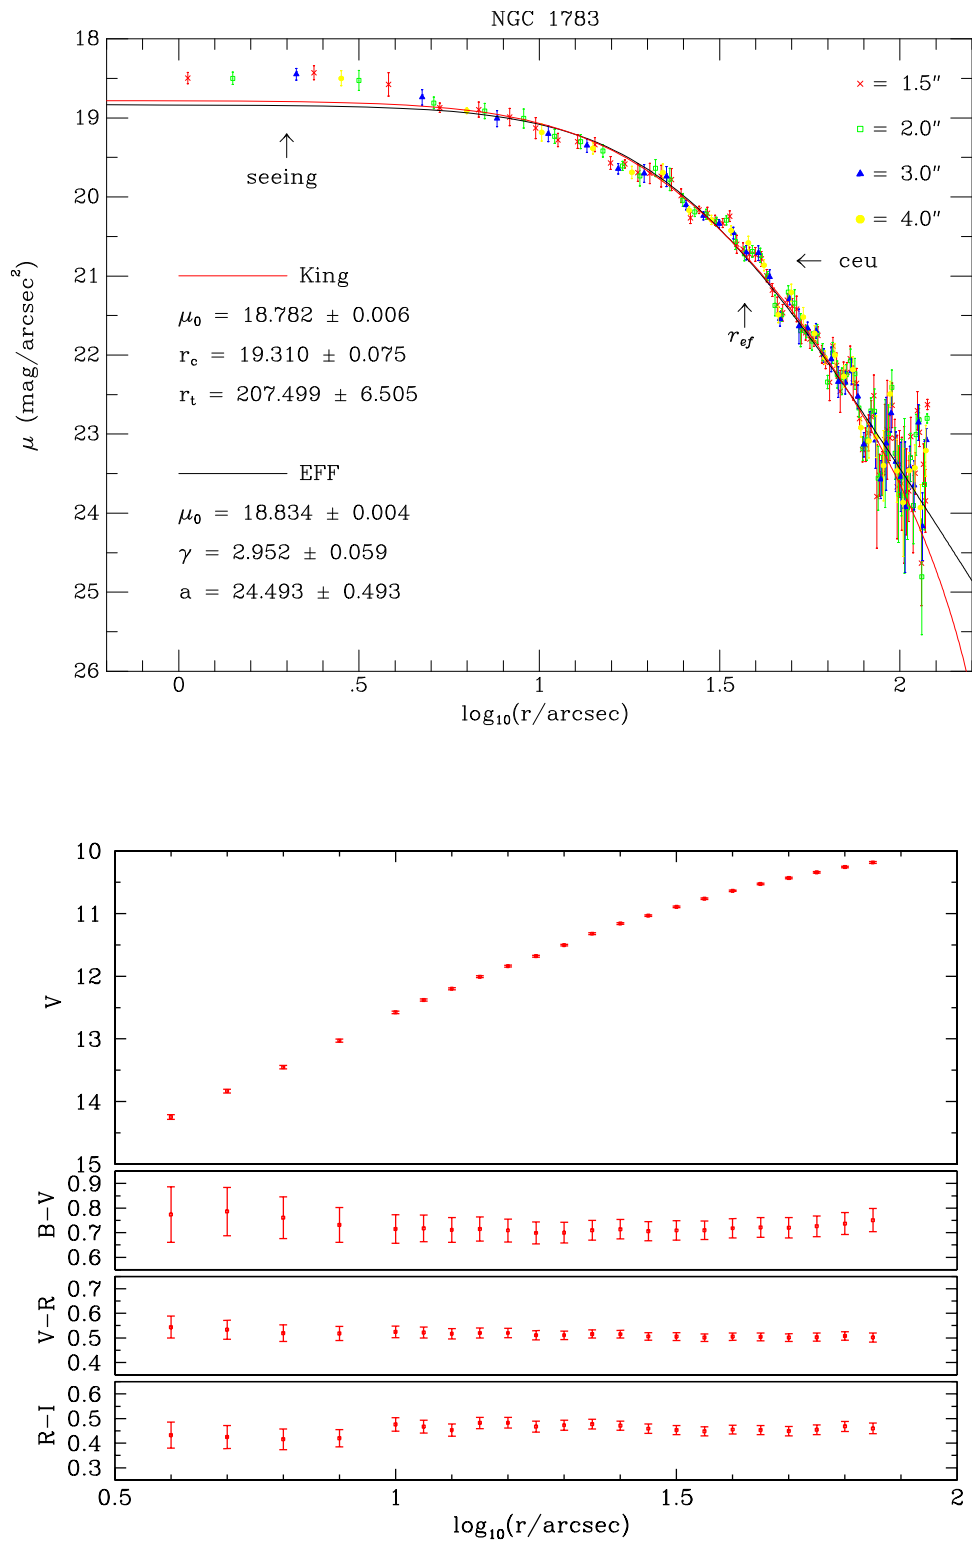 NGC 1783
18
19
20
21
22
23
24
25
26
μ (mag/arcsec²)
× = 1.5″
□ = 2.0″
▲ = 3.0″
● = 4.0″
↑
seeing
← ceu
↑
r_ef
King
μ₀ = 18.782 ± 0.006
r_c = 19.310 ± 0.075
r_t = 207.499 ± 6.505
EFF
μ₀ = 18.834 ± 0.004
γ = 2.952 ± 0.059
a = 24.493 ± 0.493
0 .5 1 1.5 2
log₁₀(r/arcsec)
10
11
12
13
14
15
V
0.9
0.8
0.7
0.6
B−V
0.7
0.6
0.5
0.4
V−R
0.6
0.5
0.4
0.3
R−I
0.5 1 1.5 2
log₁₀(r/arcsec)